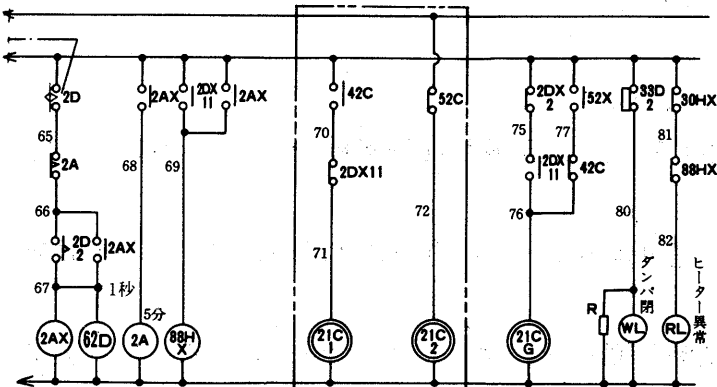 2D
65
2A
66
2D
2
2AX
67
1秒
2AX
62D
2AX
68
5分
2A
2DX
11
2AX
69
88H
X
42C
70
2DX11
71
21C
1
52C
72
21C
2
2DX
2
52X
75
77
2DX
11
42C
76
21C
G
33D
2
80
ダンパ閉
R
WL
30HX
81
88HX
82
ヒーター異常
RL